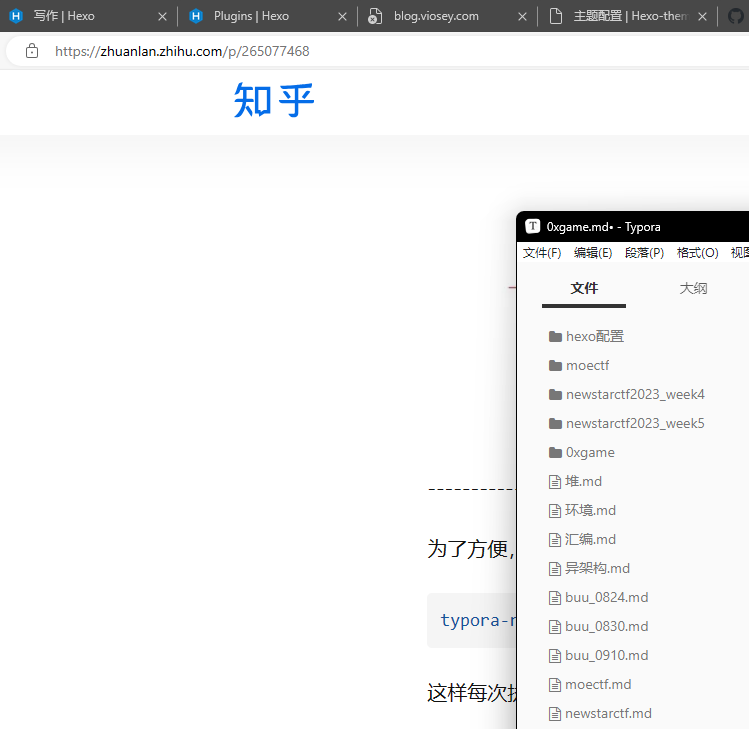 写作 | Hexo
Plugins | Hexo
blog.viosey.com
主题配置 | Hexo-them
https://zhuanlan.zhihu.com/p/265077468
知乎
0xgame.md• - Typora
文件(F) 编辑(E) 段落(P) 格式(O) 视图
文件 大纲
hexo配置
moectf
newstarctf2023_week4
newstarctf2023_week5
0xgame
堆.md
环境.md
汇编.md
异架构.md
buu_0824.md
buu_0830.md
buu_0910.md
moectf.md
newstarctf.md
-----------
为了方便，
typora-r
这样每次执